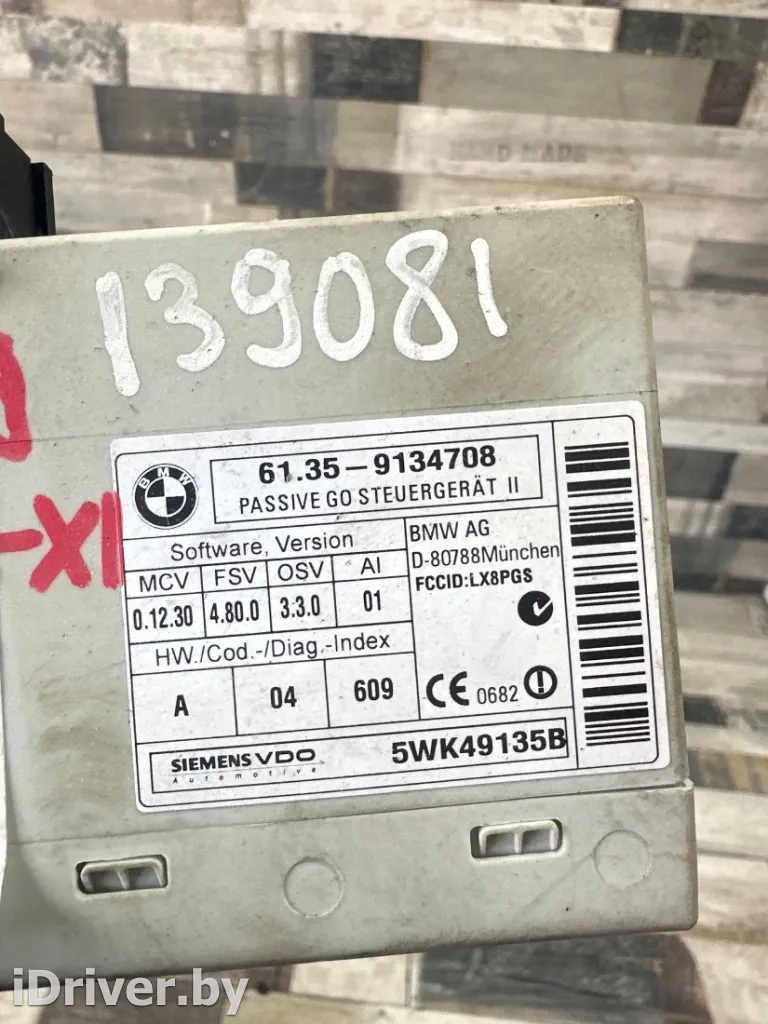 139081
-XI
BMW
61.35-9134708
PASSIVE GO STEUERGERÄT II
Software, Version
MCV FSV OSV AI
0.12.30 4.80.0 3.3.0 01
HW./Cod.-/Diag.-Index
A 04 609
BMW AG
D-80788München
FCCID:LX8PGS
CE 0682
SIEMENS VDO
Automotive
5WK49135B
iDriver.by